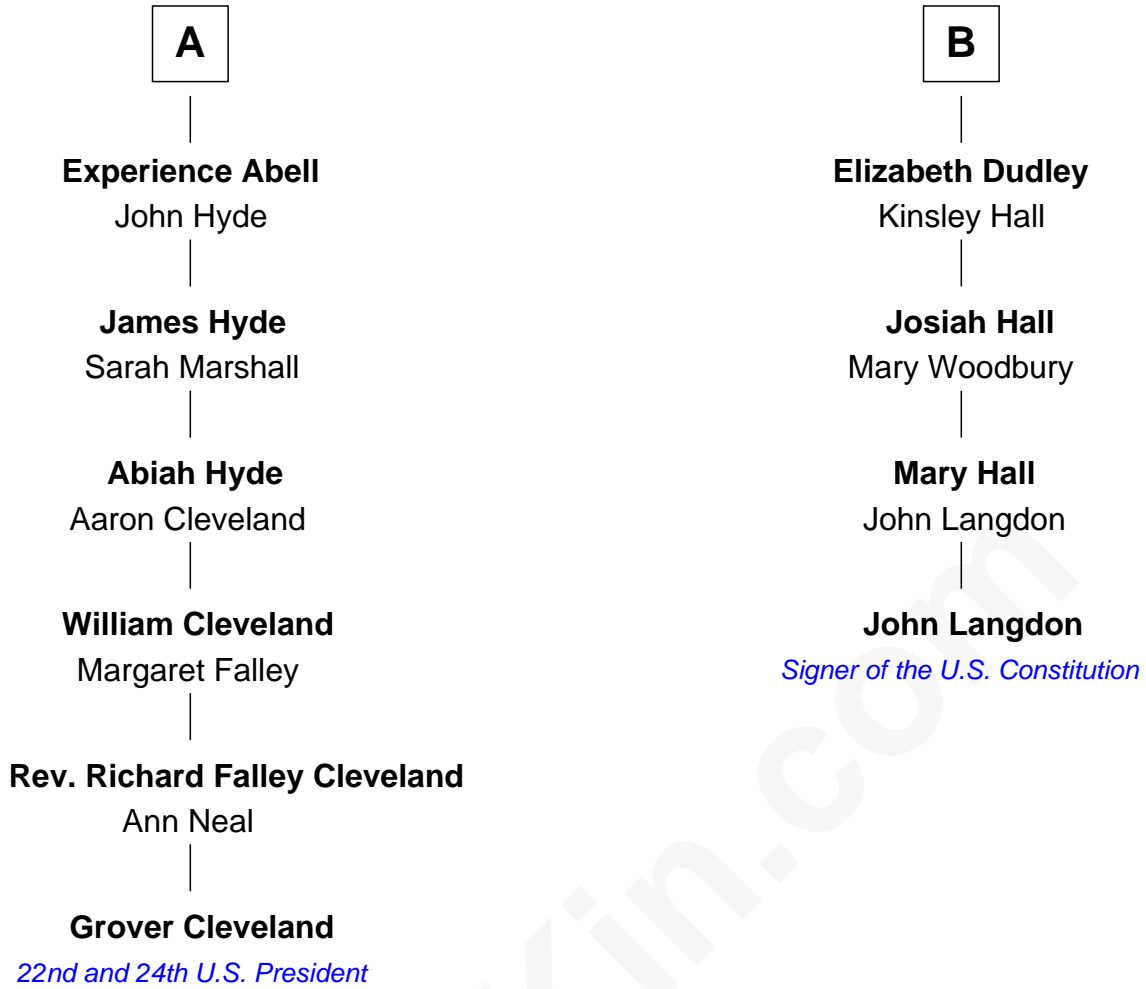 A
Experience Abell
John Hyde
James Hyde
Sarah Marshall
Abiah Hyde
Aaron Cleveland
William Cleveland
Margaret Falley
Rev. Richard Falley Cleveland
Ann Neal
Grover Cleveland
22nd and 24th U.S. President
B
Elizabeth Dudley
Kinsley Hall
Josiah Hall
Mary Woodbury
Mary Hall
John Langdon
John Langdon
Signer of the U.S. Constitution
Kin.com